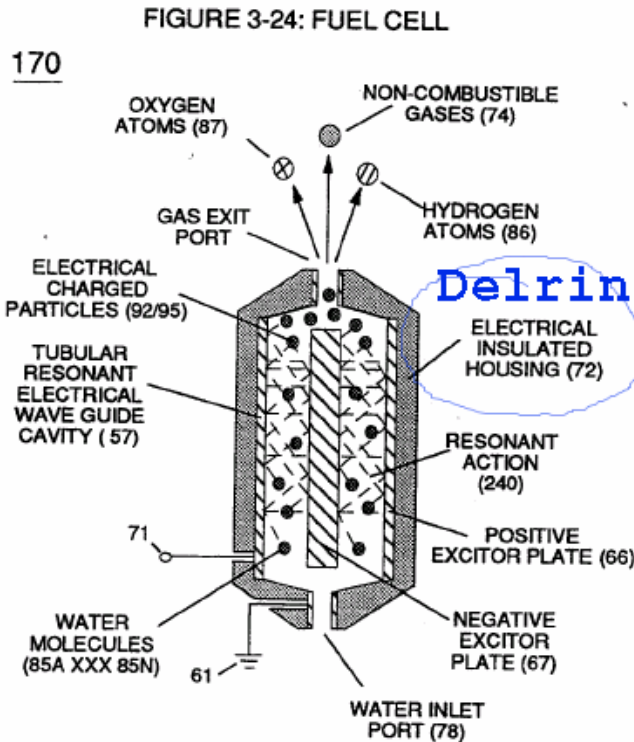 FIGURE 3-24: FUEL CELL
170
OXYGEN
ATOMS (87)
NON-COMBUSTIBLE
GASES (74)
GAS EXIT
PORT
HYDROGEN
ATOMS (86)
ELECTRICAL
CHARGED
PARTICLES (92/95)
Delrin
ELECTRICAL
INSULATED
HOUSING (72)
TUBULAR
RESONANT
ELECTRICAL
WAVE GUIDE
CAVITY ( 57)
RESONANT
ACTION
(240)
71
POSITIVE
EXCITOR PLATE (66)
WATER
MOLECULES
(85A XXX 85N)
61
NEGATIVE
EXCITOR
PLATE (67)
WATER INLET
PORT (78)